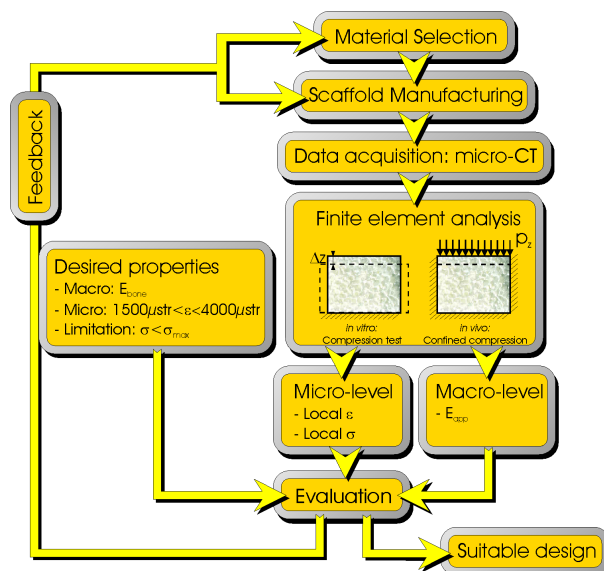 Material Selection
Scaffold Manufacturing
Feedback
Data acquisition: micro-CT
Finite element analysis
Δz
p_z
in vitro:
Compression test
in vivo:
Confined compression
Desired properties
- Macro: E_bone
- Micro: 1500μstr<ε<4000μstr
- Limitation: σ<σ_max
Micro-level
- Local ε
- Local σ
Macro-level
- E_app
Evaluation
Suitable design